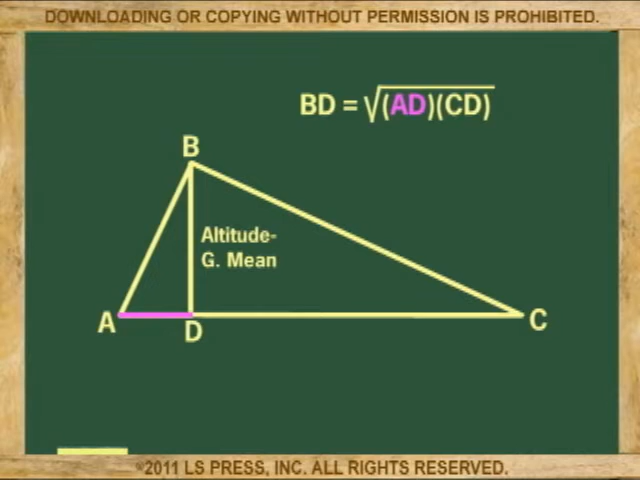 DOWNLOADING OR COPYING WITHOUT PERMISSION IS PROHIBITED.
BD = √(AD)(CD)
B
Altitude-
G. Mean
A
D
C
©2011 LS PRESS, INC. ALL RIGHTS RESERVED.